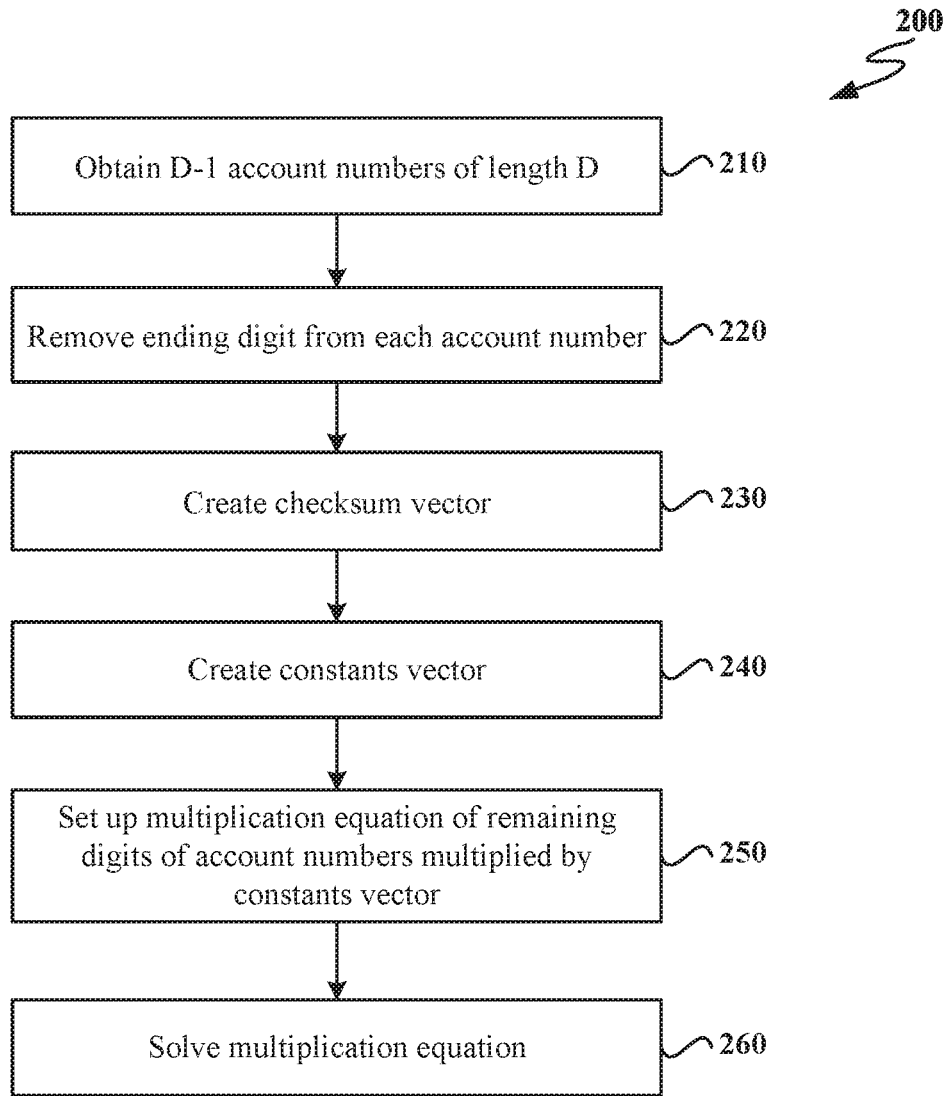 200
Obtain D-1 account numbers of length D
210
Remove ending digit from each account number
220
Create checksum vector
230
Create constants vector
240
Set up multiplication equation of remaining
digits of account numbers multiplied by
constants vector
250
Solve multiplication equation
260